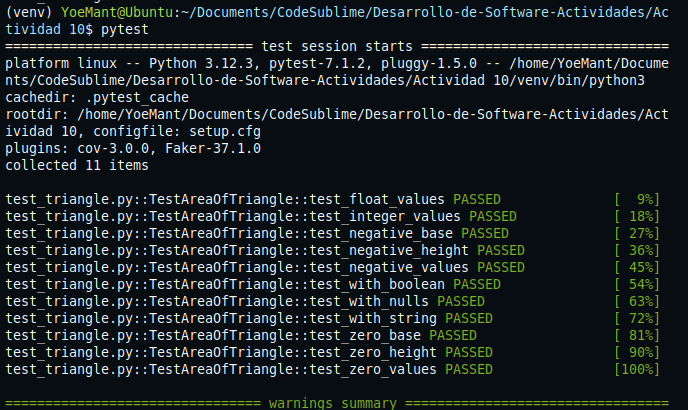 (venv) YoeMant@Ubuntu:~/Documents/CodeSublime/Desarrollo-de-Software-Actividades/Ac
tividad 10$ pytest
============================== test session starts ===============================
platform linux -- Python 3.12.3, pytest-7.1.2, pluggy-1.5.0 -- /home/YoeMant/Docume
nts/CodeSublime/Desarrollo-de-Software-Actividades/Actividad 10/venv/bin/python3
cachedir: .pytest_cache
rootdir: /home/YoeMant/Documents/CodeSublime/Desarrollo-de-Software-Actividades/Act
ividad 10, configfile: setup.cfg
plugins: cov-3.0.0, Faker-37.1.0
collected 11 items

test_triangle.py::TestAreaOfTriangle::test_float_values PASSED              [  9%]
test_triangle.py::TestAreaOfTriangle::test_integer_values PASSED            [ 18%]
test_triangle.py::TestAreaOfTriangle::test_negative_base PASSED             [ 27%]
test_triangle.py::TestAreaOfTriangle::test_negative_height PASSED           [ 36%]
test_triangle.py::TestAreaOfTriangle::test_negative_values PASSED           [ 45%]
test_triangle.py::TestAreaOfTriangle::test_with_boolean PASSED              [ 54%]
test_triangle.py::TestAreaOfTriangle::test_with_nulls PASSED                [ 63%]
test_triangle.py::TestAreaOfTriangle::test_with_string PASSED               [ 72%]
test_triangle.py::TestAreaOfTriangle::test_zero_base PASSED                 [ 81%]
test_triangle.py::TestAreaOfTriangle::test_zero_height PASSED               [ 90%]
test_triangle.py::TestAreaOfTriangle::test_zero_values PASSED               [100%]

================================ warnings summary =================================